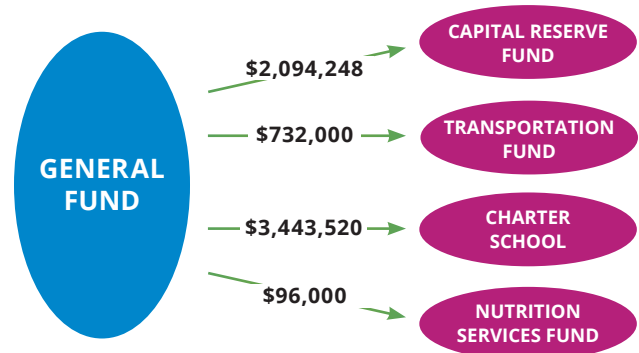 GENERAL
FUND
$2,094,248
CAPITAL RESERVE
FUND
$732,000
TRANSPORTATION
FUND
$3,443,520
CHARTER
SCHOOL
$96,000
NUTRITION
SERVICES FUND